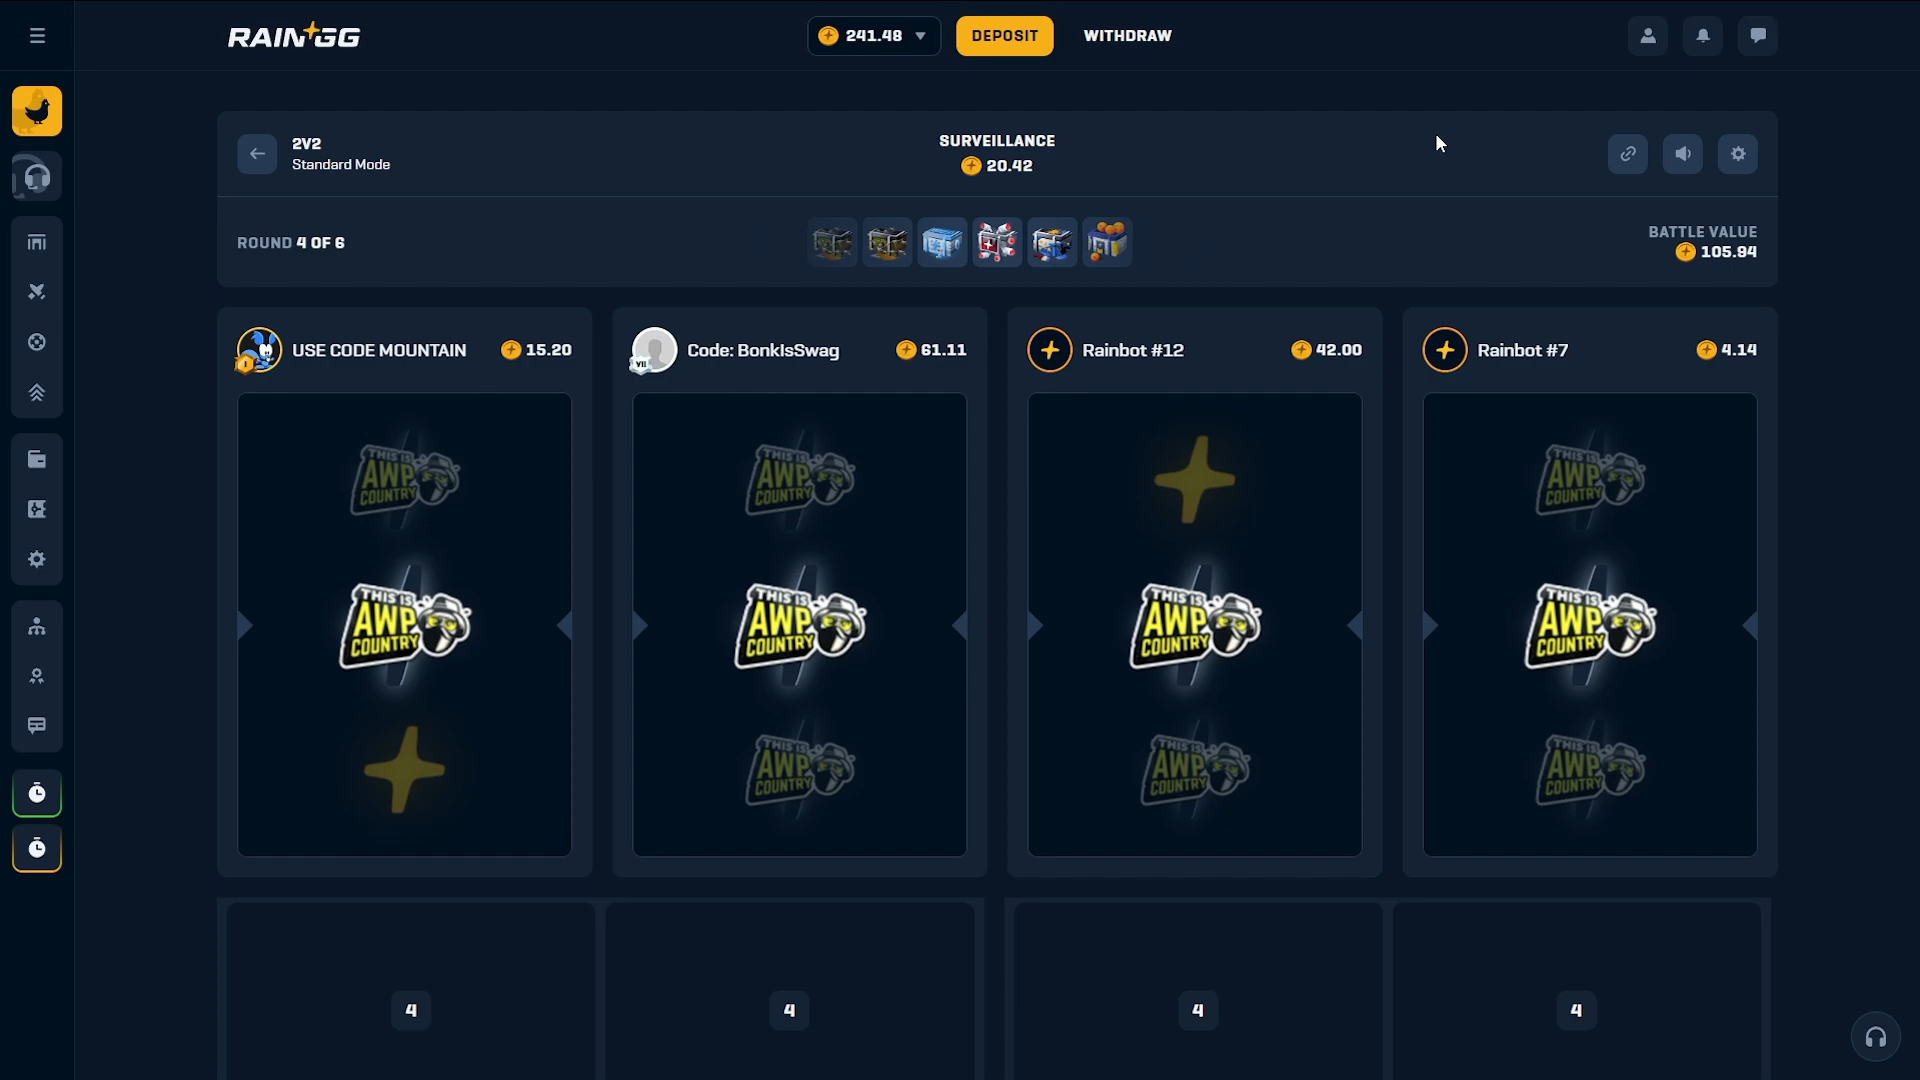 RAIN GG
241.48
DEPOSIT
WITHDRAW
2V2
Standard Mode
SURVEILLANCE
20.42
ROUND 4 OF 6
BATTLE VALUE
105.94
USE CODE MOUNTAIN
15.20
Code: BonkIsSwag
61.11
Rainbot #12
42.00
Rainbot #7
4.14
I
VII
THIS IS
AWP
COUNTRY
THIS IS
AWP
COUNTRY
THIS IS
AWP
COUNTRY
THIS IS
AWP
COUNTRY
THIS IS
AWP
COUNTRY
THIS IS
AWP
COUNTRY
THIS IS
AWP
COUNTRY
THIS IS
AWP
COUNTRY
THIS IS
AWP
COUNTRY
THIS IS
AWP
COUNTRY
4
4
4
4